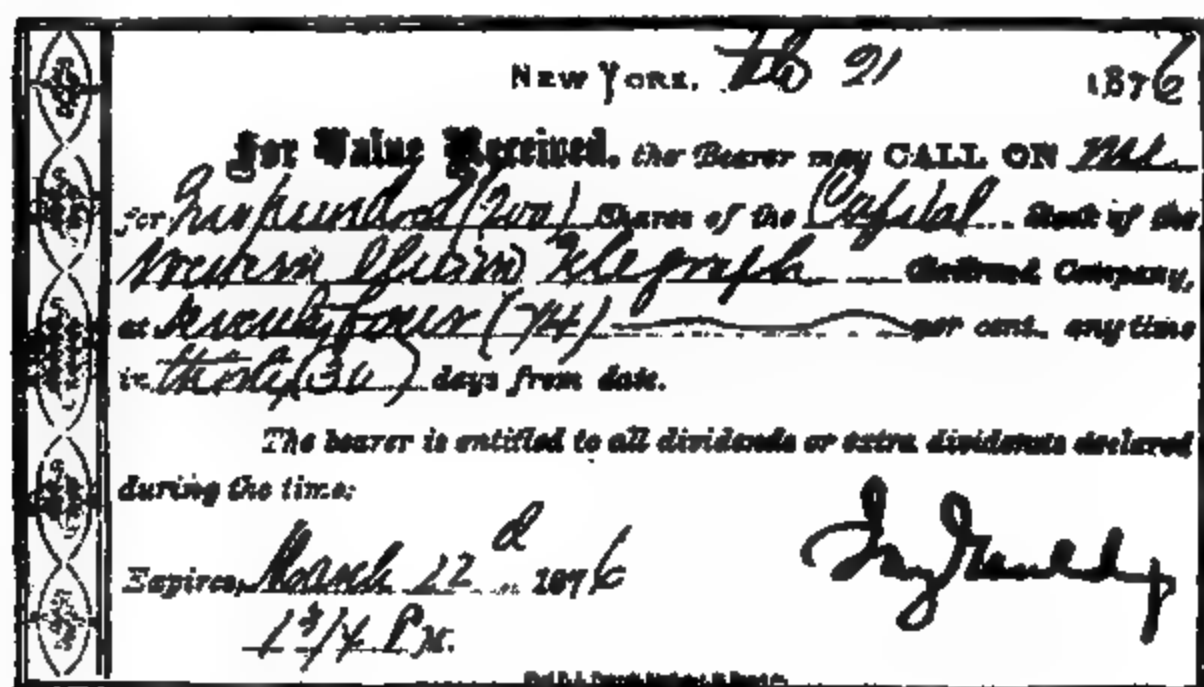 NEW YORK, Feb 21 1876
For Value Received, the Bearer may CALL ON me
for Two hundred (200) Shares of the Capital Stock of the
Western Union Telegraph Railroad Company,
at Seventy four (74) per cent., any time
in thirty (30) days from date.
The bearer is entitled to all dividends or extra dividends declared
during the time:
Expires, March 22d 1876
1 3/4 P.M.
Jay Gould